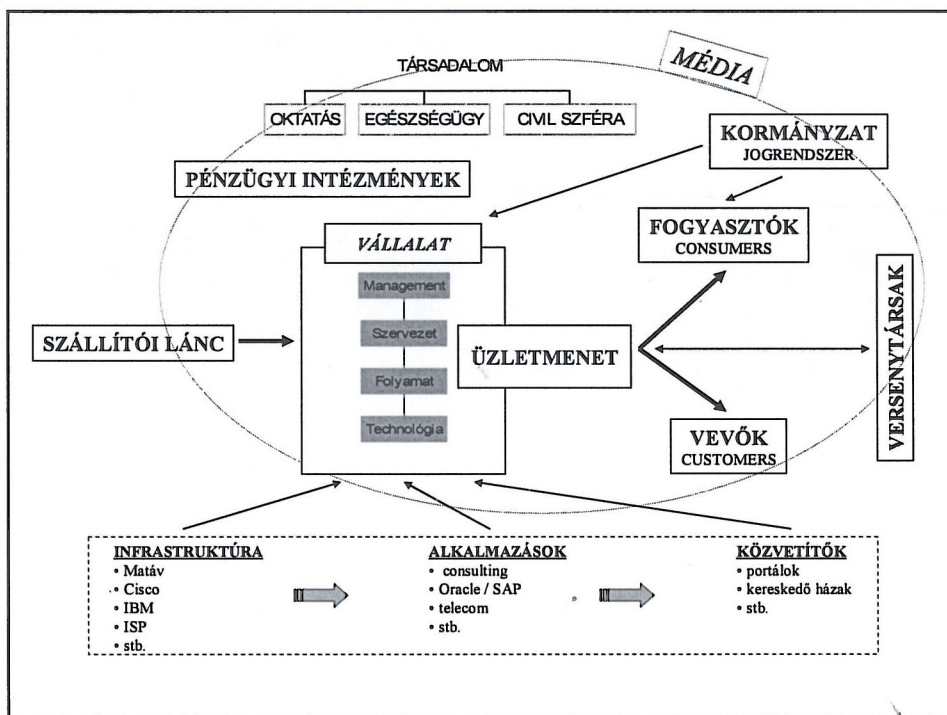 MÉDIA
TÁRSADALOM
OKTATÁS
EGÉSZSÉGÜGY
CIVIL SZFÉRA
KORMÁNYZAT
JOGRENDSZER
PÉNZÜGYI INTÉZMÉNYEK
FOGYASZTÓK
CONSUMERS
VÁLLALAT
Management
Szervezet
Folyamat
Technológia
SZÁLLÍTÓI LÁNC
ÜZLETMENET
VERSENYTÁRSAK
VEVŐK
CUSTOMERS
INFRASTRUKTÚRA
• Matáv
• Cisco
• IBM
• ISP
• stb.
ALKALMAZÁSOK
• consulting
• Oracle / SAP
• telecom
• stb.
KÖZVETÍTŐK
• portálok
• kereskedő házak
• stb.